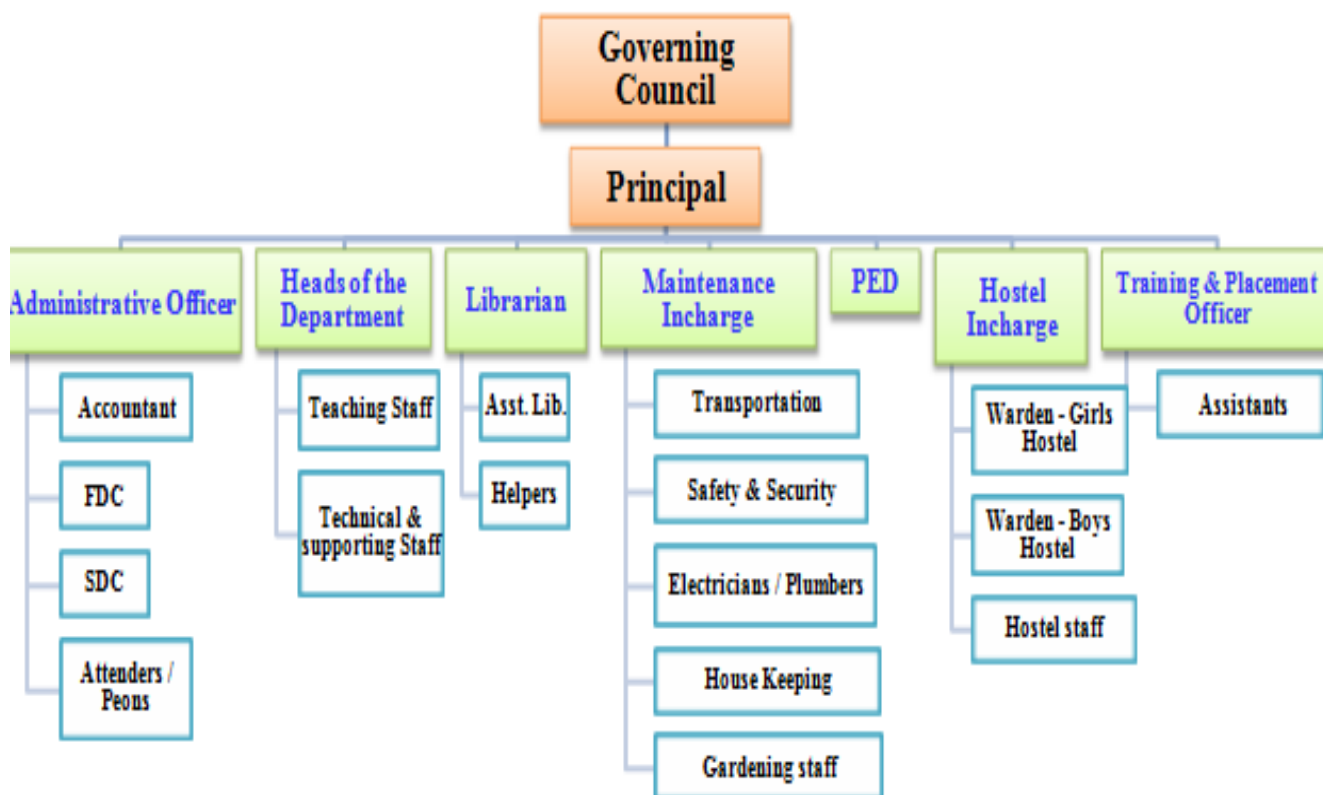 Governing
Council
Principal
Administrative Officer
Heads of the
Department
Librarian
Maintenance
Incharge
PED
Hostel
Incharge
Training & Placement
Officer
Accountant
FDC
SDC
Attenders /
Peons
Teaching Staff
Technical &
supporting Staff
Asst. Lib.
Helpers
Transportation
Safety & Security
Electricians / Plumbers
House Keeping
Gardening staff
Warden - Girls
Hostel
Warden - Boys
Hostel
Hostel staff
Assistants